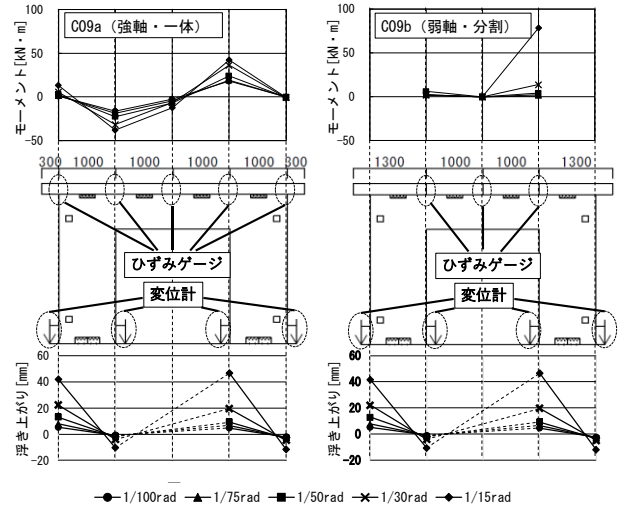 C09a（強軸・一体）
モーメント[kN・m]
100
50
0
-50
C09b（弱軸・分割）
モーメント[kN・m]
100
50
0
-50
300 1000 1000 1000 1000 300
1300 1000 1000 1300
ひずみゲージ
変位計
ひずみゲージ
変位計
浮き上がり[mm]
60
40
20
0
-20
浮き上がり[mm]
60
40
20
0
-20
1/100rad 1/75rad 1/50rad 1/30rad 1/15rad